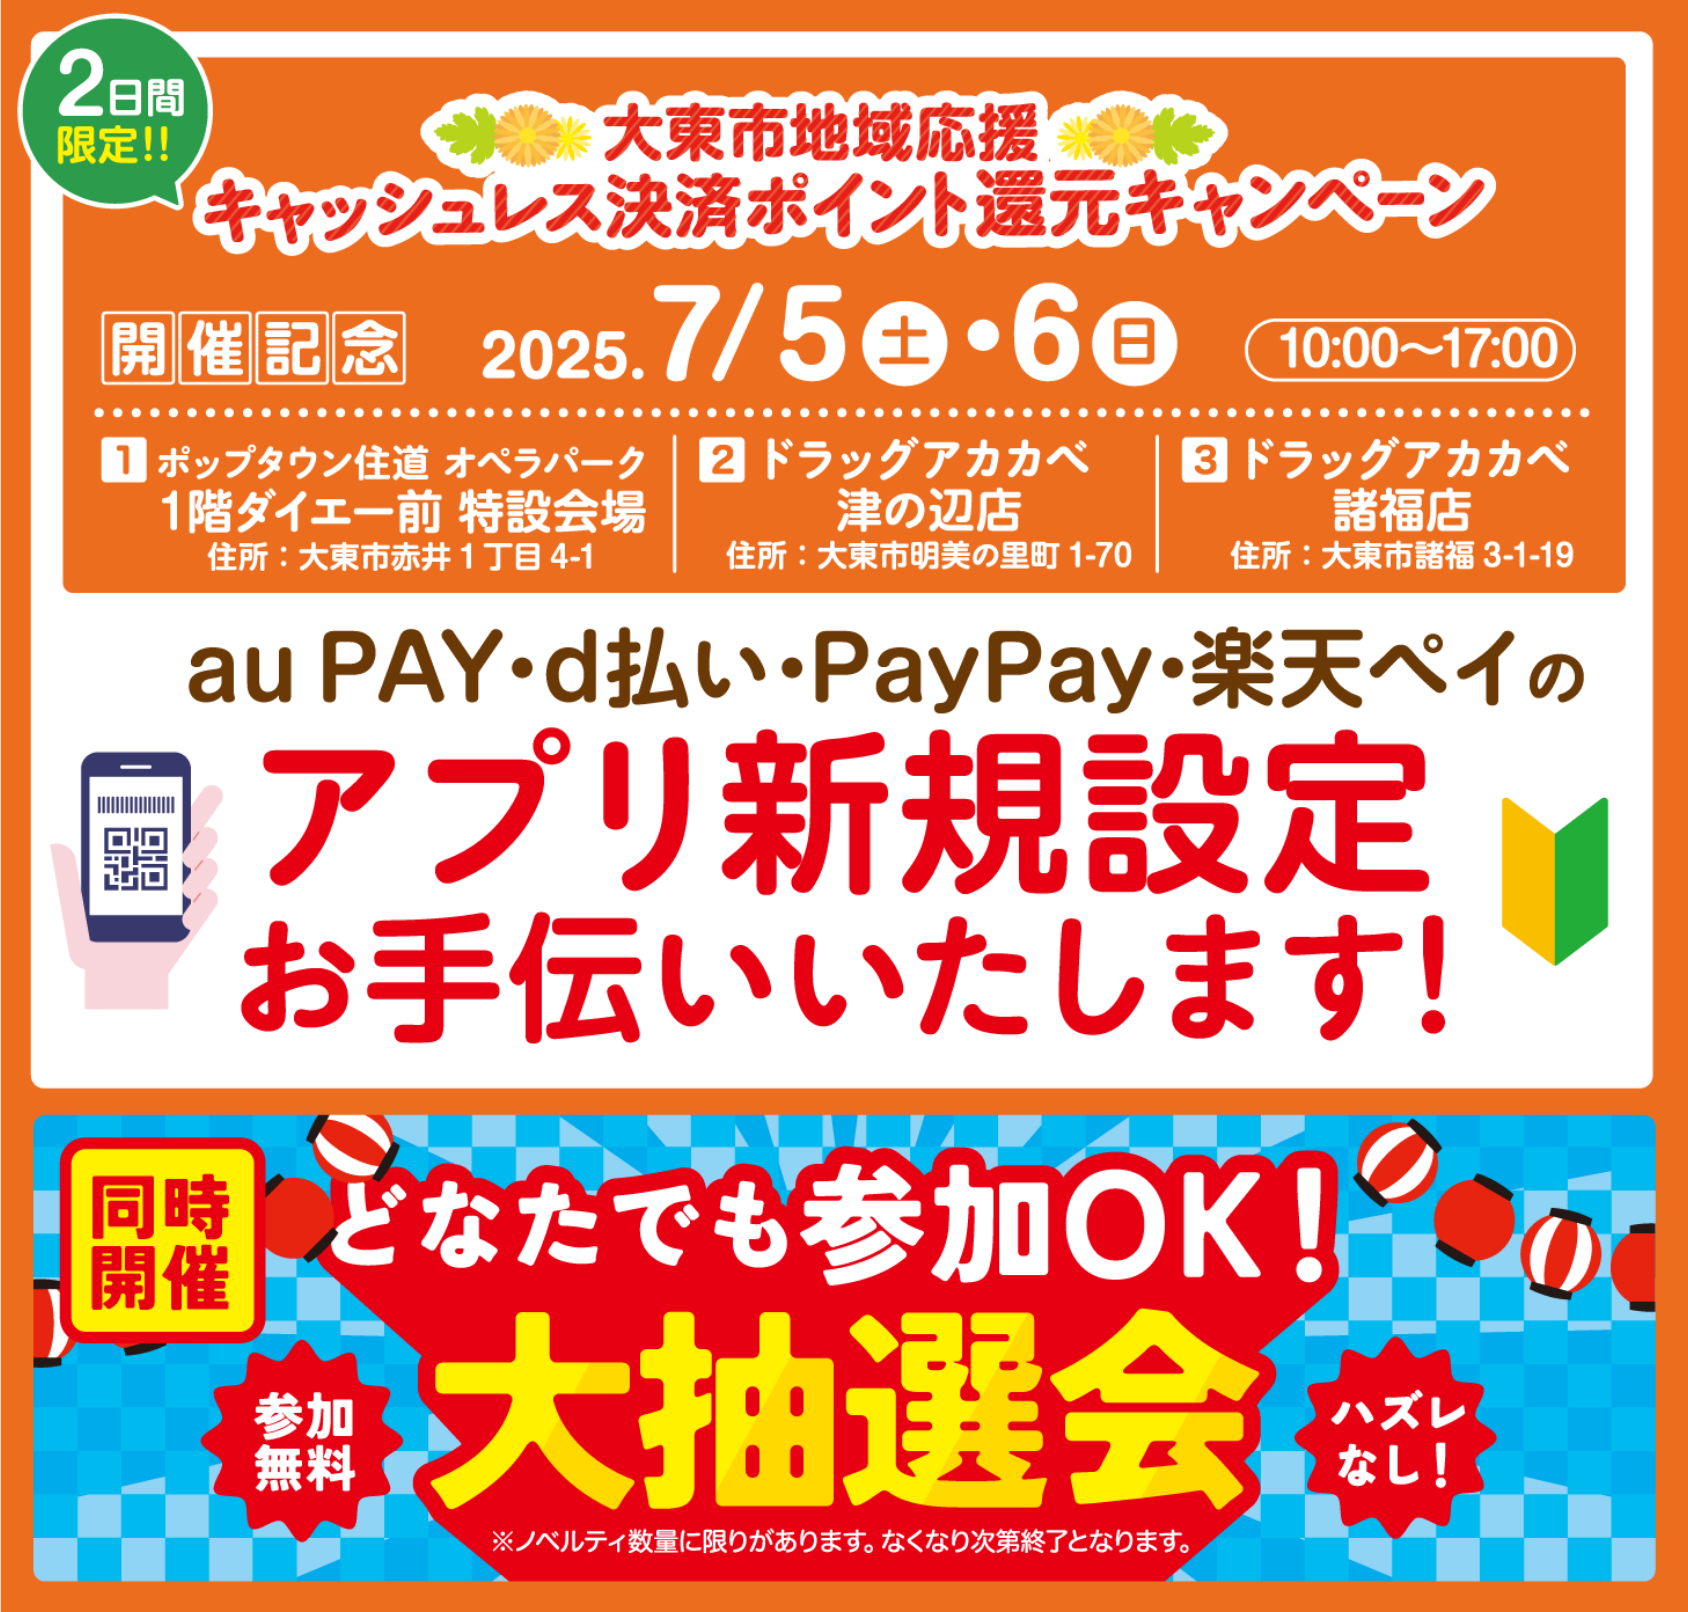 2日間
限定!!
大東市地域応援
キャッシュレス決済ポイント還元キャンペーン
開催記念 2025.7/5土・6日 10:00～17:00
1 ポップタウン住道 オペラパーク
1階ダイエー前 特設会場
住所：大東市赤井1丁目4-1
2 ドラッグアカカベ
津の辺店
住所：大東市明美の里町1-70
3 ドラッグアカカベ
諸福店
住所：大東市諸福3-1-19
au PAY・d払い・PayPay・楽天ペイの
アプリ新規設定
お手伝いいたします!
同時
開催
どなたでも参加OK!
大抽選会
参加
無料
ハズレ
なし!
※ノベルティ数量に限りがあります。なくなり次第終了となります。